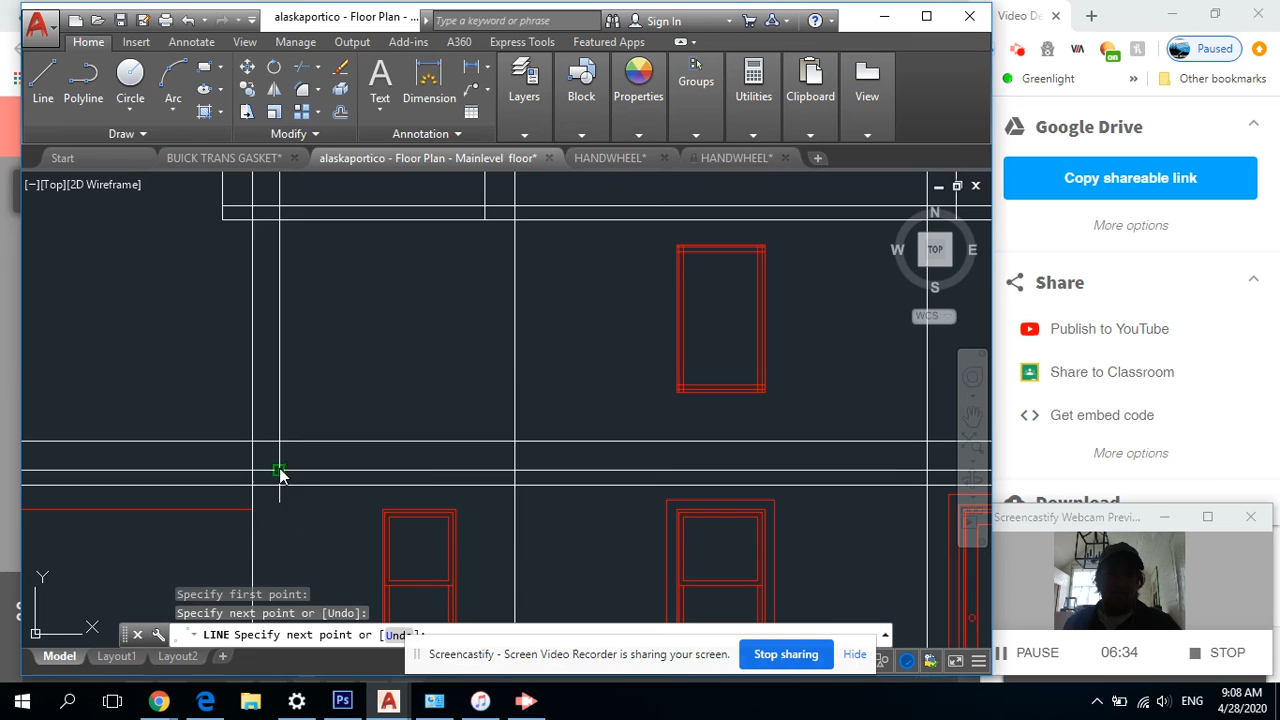 alaskaportico - Floor Plan - ...
Type a keyword or phrase
Sign In
Video De
Paused
Home Insert Annotate View Manage Output Add-ins A360 Express Tools Featured Apps
on
VIA
Greenlight
»
Other bookmarks
Line Polyline Circle Arc
Text Dimension
Layers Block Properties Groups Utilities Clipboard View
Draw Modify Annotation
Start BUICK TRANS GASKET* alaskaportico - Floor Plan - Mainlevel floor* HANDWHEEL* HANDWHEEL*
[−][Top][2D Wireframe]
N
W TOP E
S
WCS
Google Drive
Copy shareable link
More options
Share
Publish to YouTube
Share to Classroom
<> Get embed code
More options
Download
Screencastify Webcam Previ...
Y
X
Specify first point:
Specify next point or [Undo]:
LINE Specify next point or [Undo]:
Model Layout1 Layout2 +
Screencastify - Screen Video Recorder is sharing your screen. Stop sharing Hide
PAUSE 06:34 STOP
ENG
9:08 AM
4/28/2020